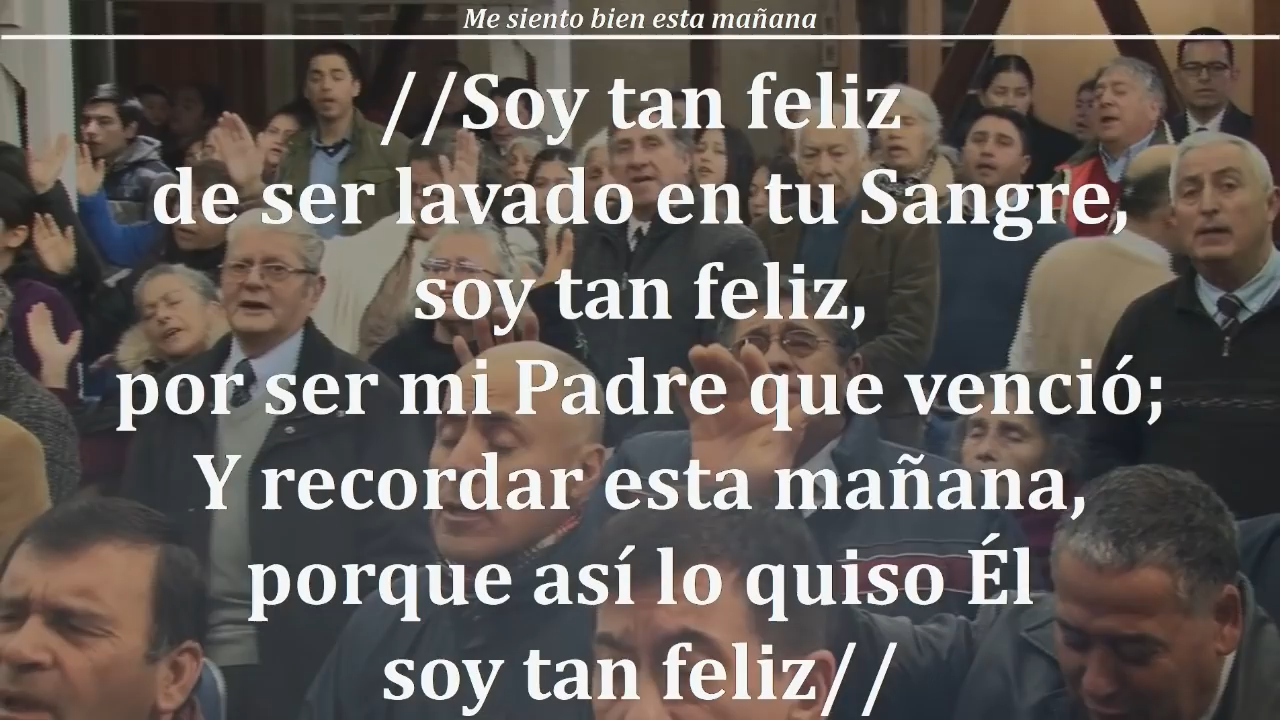 Me siento bien esta mañana
//Soy tan feliz
de ser lavado en tu Sangre,
soy tan feliz,
por ser mi Padre que venció;
Y recordar esta mañana,
porque así lo quiso Él
soy tan feliz//